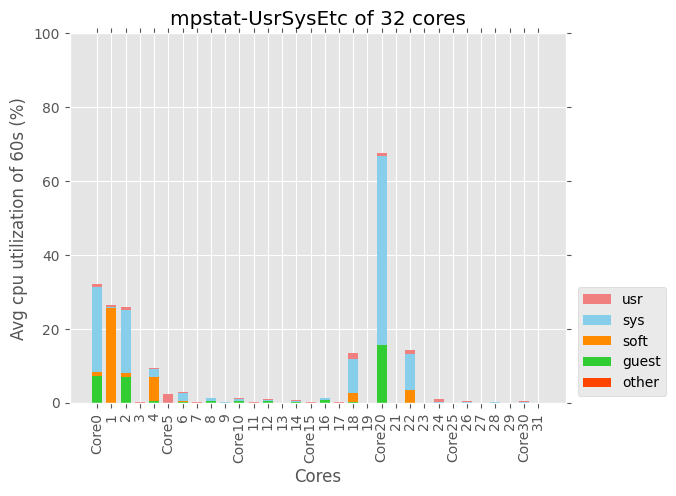 mpstat-UsrSysEtc of 32 cores
Avg cpu utilization of 60s (%)
100
80
60
40
20
0
usr
sys
soft
guest
other
Core0
1
2
3
4
Core5
6
7
8
9
Core10
11
12
13
14
Core15
16
17
18
19
Core20
21
22
23
24
Core25
26
27
28
29
Core30
31
Cores